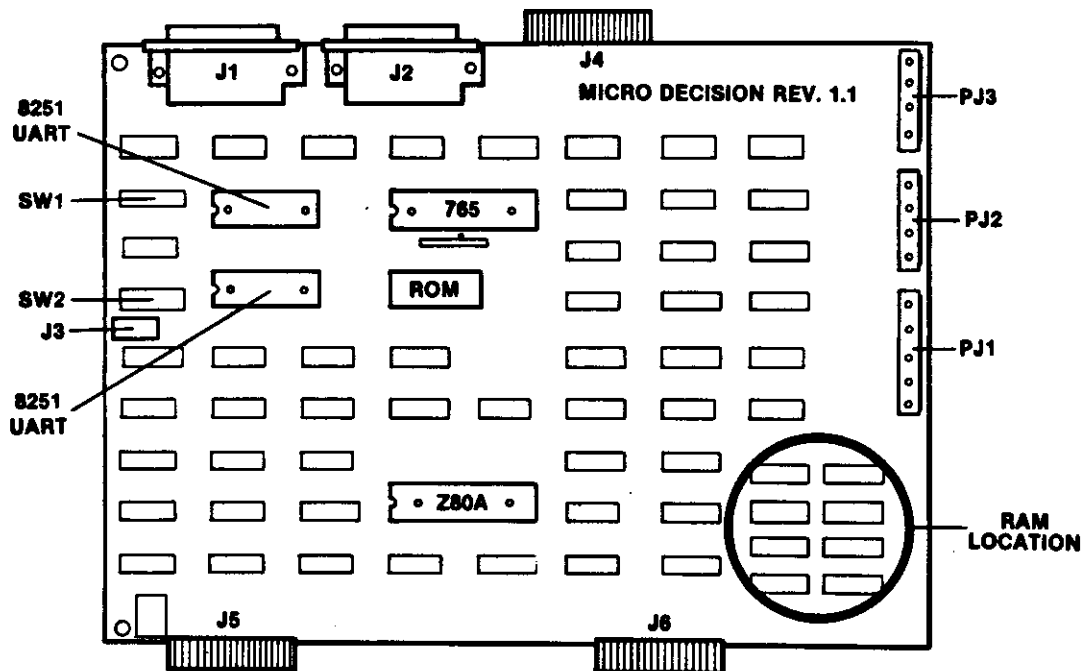 J1
J2
J4
MICRO DECISION REV. 1.1
PJ3
8251
UART
SW1
765
PJ2
SW2
ROM
J3
PJ1
8251
UART
Z80A
RAM
LOCATION
J5
J6